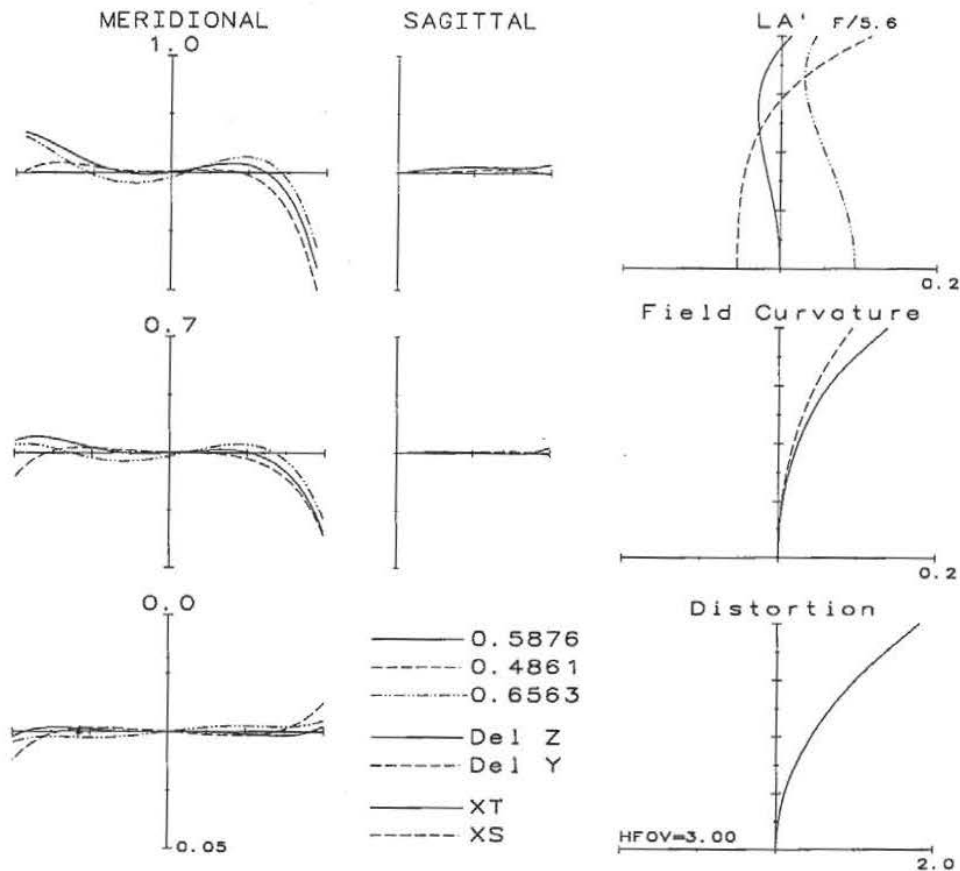 MERIDIONAL
1.0
SAGITTAL
LA' F/5.6
0.2
0.7
Field Curvature
0.2
0.0
0.5876
0.4861
0.6563
Del Z
Del Y
XT
XS
0.05
Distortion
HFOV=3.00
2.0